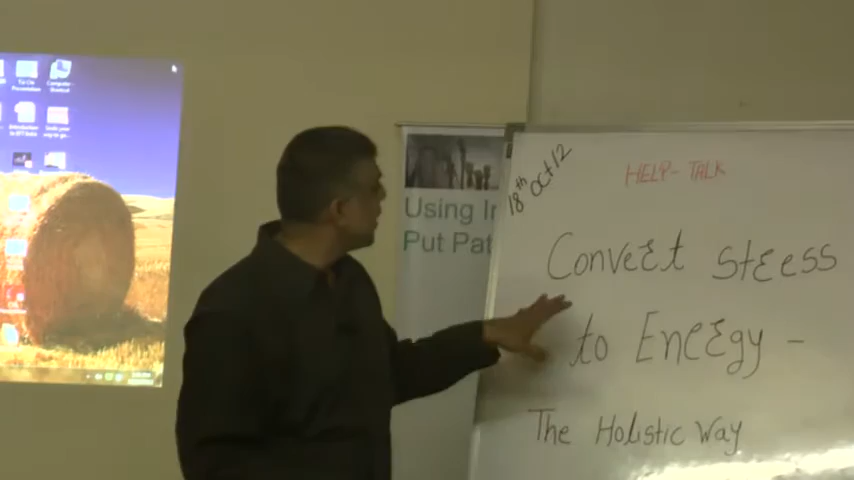 18th Oct 12
HELP-TALK
Convert Stress
to Energy -
The Holistic Way
Using In
Put Pat